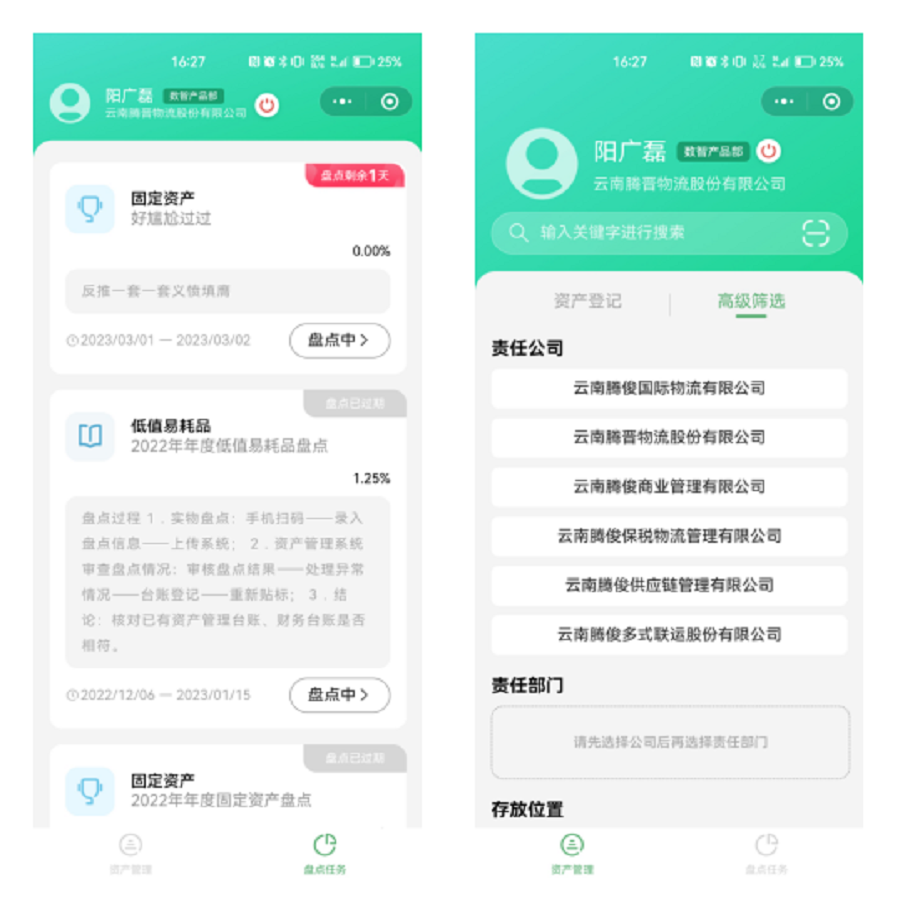 16:27
25%
阳广磊 数智产品部
云南腾晋物流股份有限公司
盘点剩余1天
固定资产
好尴尬过过
0.00%
反推一套一套义愤填膺
2023/03/01 — 2023/03/02
盘点中
盘点已过期
低值易耗品
2022年年度低值易耗品盘点
1.25%
盘点过程 1．实物盘点：手机扫码——录入
盘点信息——上传系统； 2．资产管理系统
审查盘点情况：审核盘点结果——处理异常
情况——台账登记——重新贴标； 3．结
论：核对已有资产管理台账、财务台账是否
相符。
2022/12/06 — 2023/01/15
盘点中
盘点已过期
固定资产
2022年年度固定资产盘点
资产管理
盘点任务
16:27
25%
阳广磊 数智产品部
云南腾晋物流股份有限公司
输入关键字进行搜索
资产登记
高级筛选
责任公司
云南腾俊国际物流有限公司
云南腾晋物流股份有限公司
云南腾俊商业管理有限公司
云南腾俊保税物流管理有限公司
云南腾俊供应链管理有限公司
云南腾俊多式联运股份有限公司
责任部门
请先选择公司后再选择责任部门
存放位置
资产管理
盘点任务